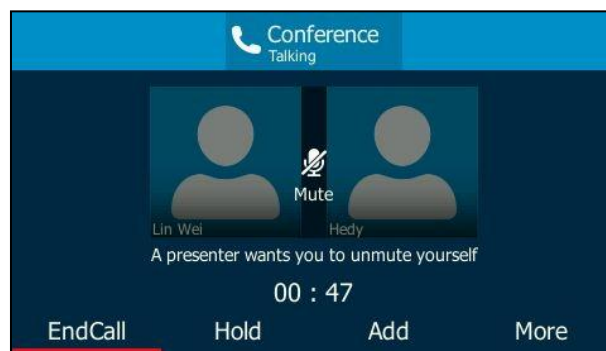 Conference
Talking
Mute
Lin Wei
Hedy
A presenter wants you to unmute yourself
00 : 47
EndCall Hold Add More